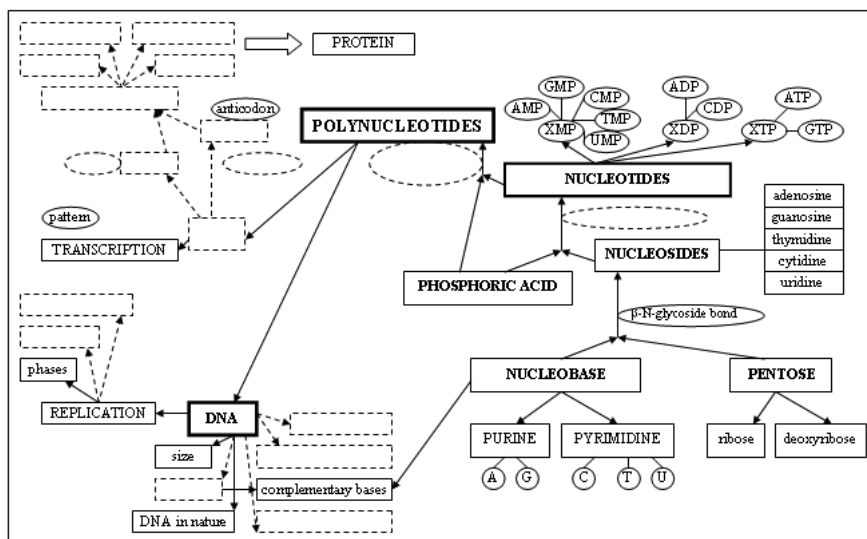 PROTEIN
GMP
CMP
AMP
TMP
XMP
UMP
ADP
CDP
XDP
ATP
XTP
GTP
anticodon
POLYNUCLEOTIDES
NUCLEOTIDES
pattern
TRANSCRIPTION
adenosine
guanosine
thymidine
cytidine
uridine
NUCLEOSIDES
PHOSPHORIC ACID
β-N-glycoside bond
phases
REPLICATION
DNA
NUCLEOBASE
PENTOSE
size
PURINE
PYRIMIDINE
ribose
deoxyribose
A
G
C
T
U
complementary bases
DNA in nature